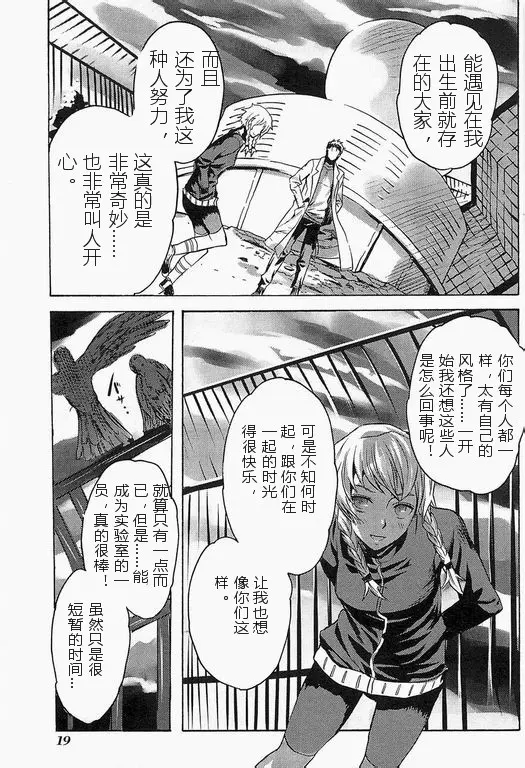 能遇见在我
出生前就存
在的大家，
而且
还为了我这
种人努力，
这真的是
非常奇妙……
也非常叫人开
心。
你们每个人都一
样，太有自己的
风格了……一开
始我还想这些人
是怎么回事呢！
可是不知何时
起，跟你们在
一起的时光
得很快乐，
让我也想
像你们这
样。
就算只有一点而
已，但是……能
成为实验室的一
员，真的很棒！
虽然只是很
短暂的时间…
19